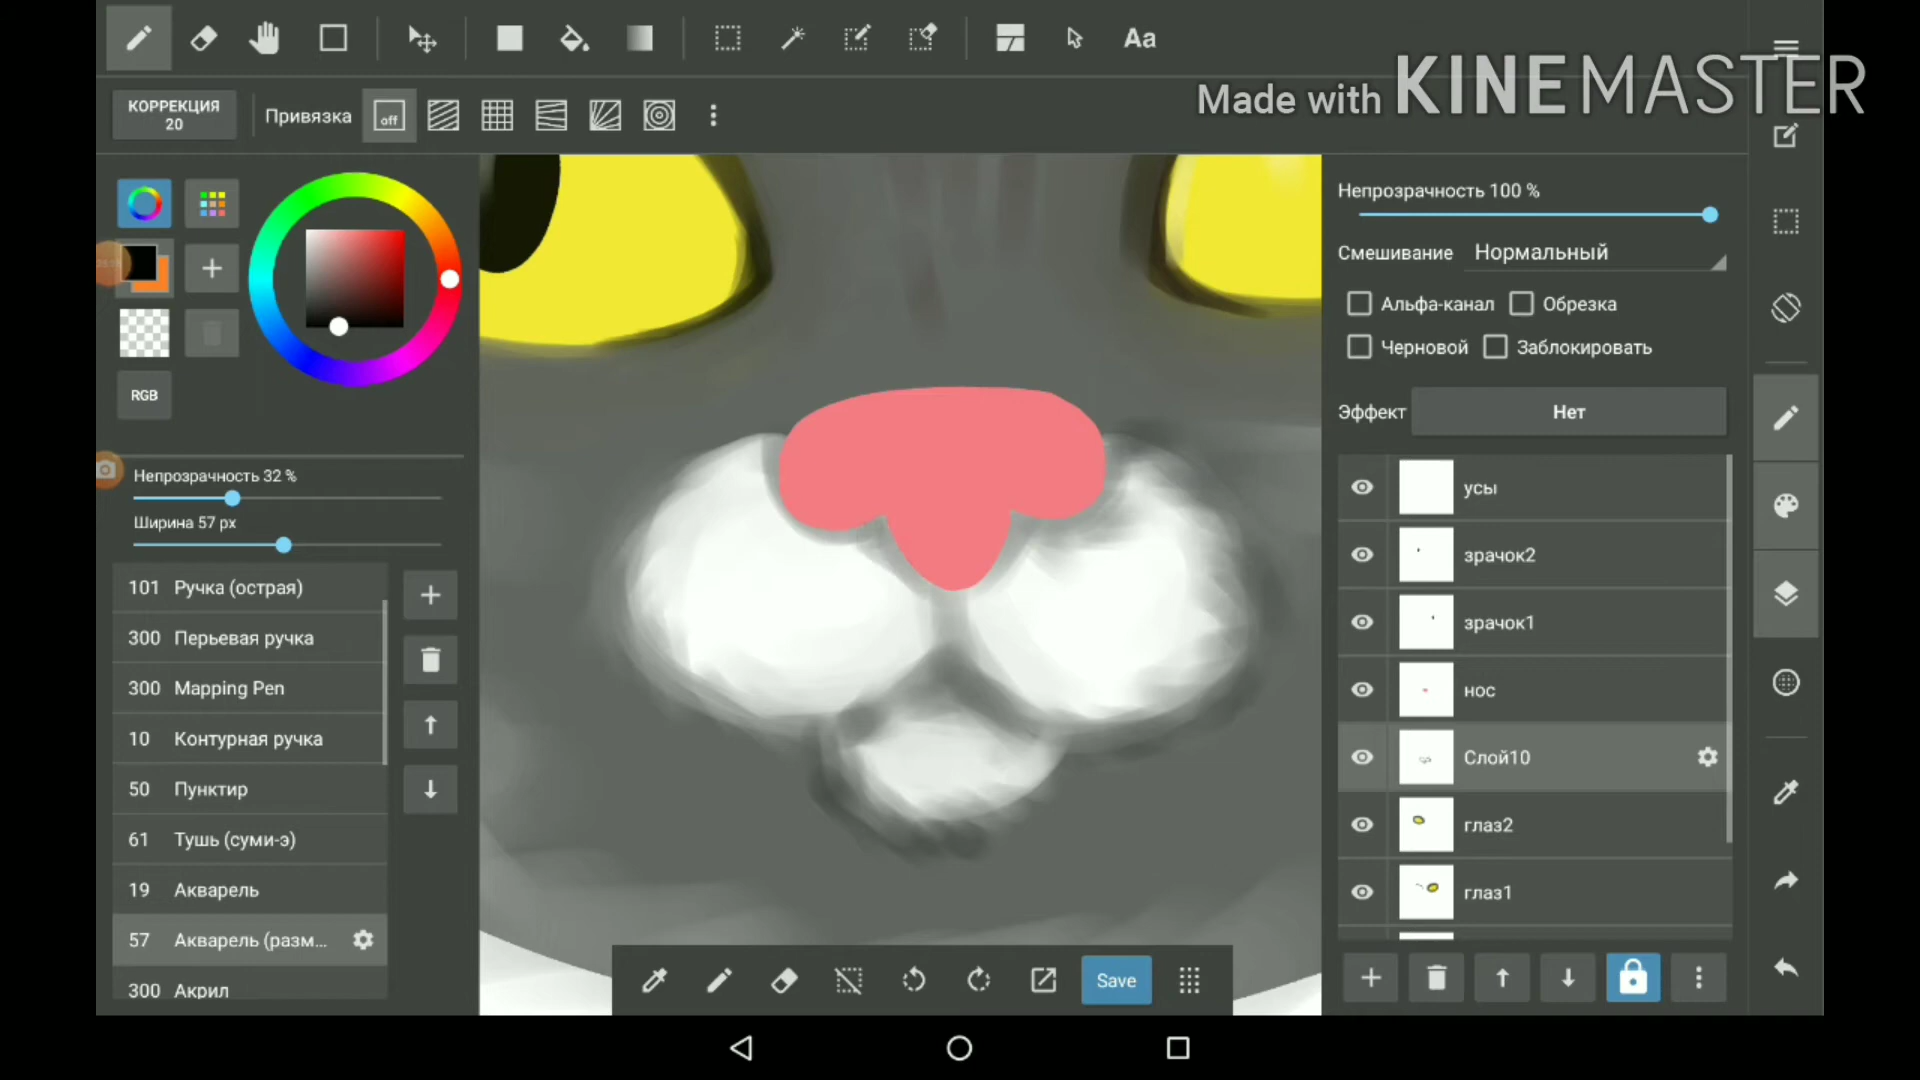 Aa
Made with KINEMASTER
КОРРЕКЦИЯ
20
Привязка
off
RGB
Непрозрачность 32 %
Ширина 57 px
101 Ручка (острая)
300 Перьевая ручка
300 Mapping Pen
10 Контурная ручка
50 Пунктир
61 Тушь (суми-э)
19 Акварель
57 Акварель (разм...
300 Акрил
Save
Непрозрачность 100 %
Смешивание Нормальный
Альфа-канал Обрезка
Черновой Заблокировать
Эффект Нет
усы
зрачок2
зрачок1
нос
Слой10
глаз2
глаз1